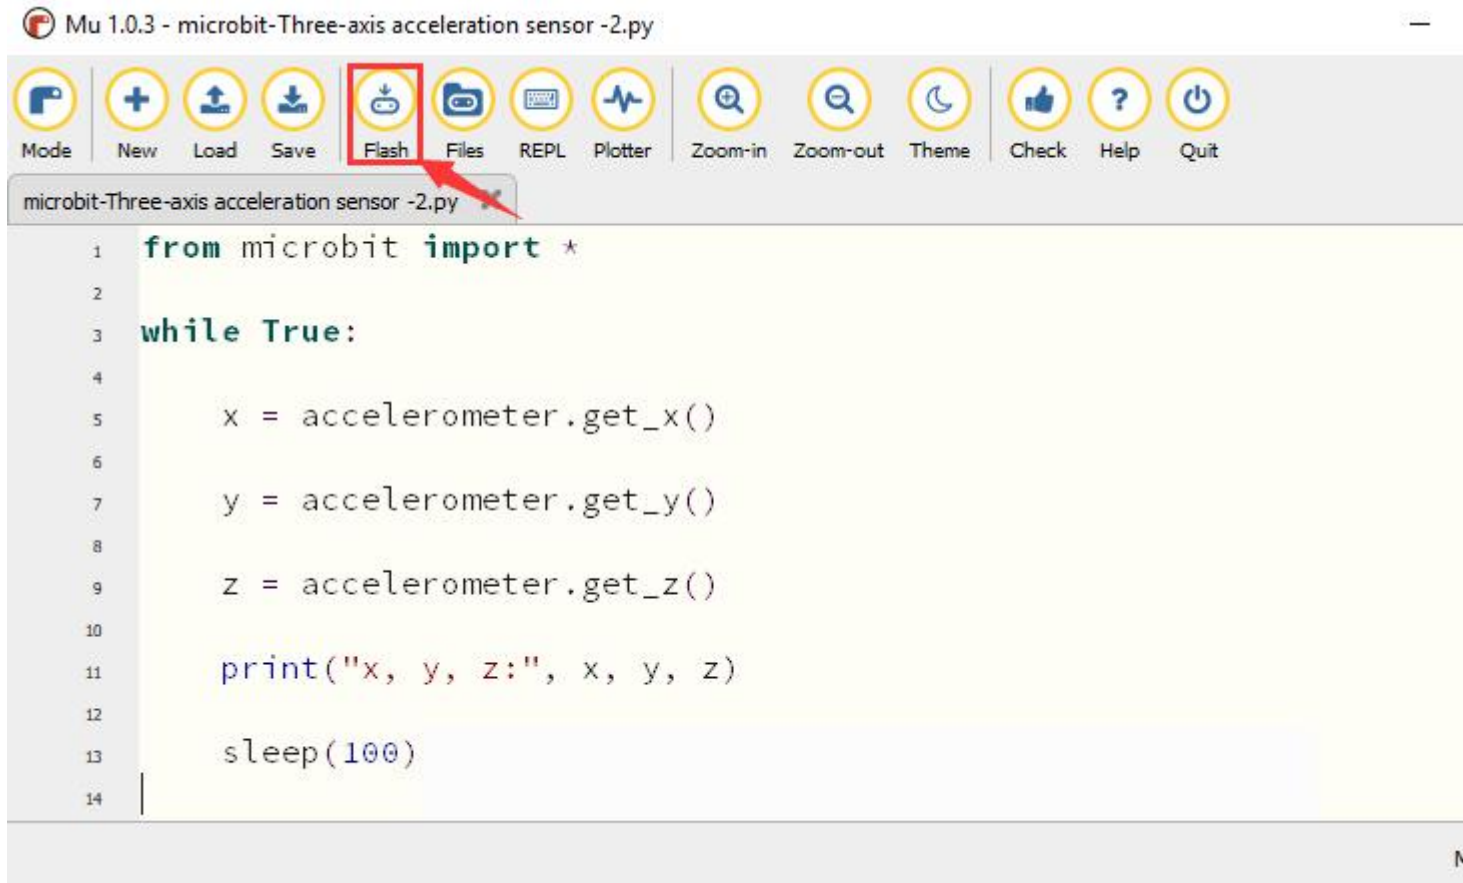 Mu 1.0.3 - microbit-Three-axis acceleration sensor -2.py
Mode New Load Save Flash Files REPL Plotter Zoom-in Zoom-out Theme Check Help Quit
microbit-Three-axis acceleration sensor -2.py
1 from microbit import *
2
3 while True:
4
5 x = accelerometer.get_x()
6
7 y = accelerometer.get_y()
8
9 z = accelerometer.get_z()
10
11 print("x, y, z:", x, y, z)
12
13 sleep(100)
14